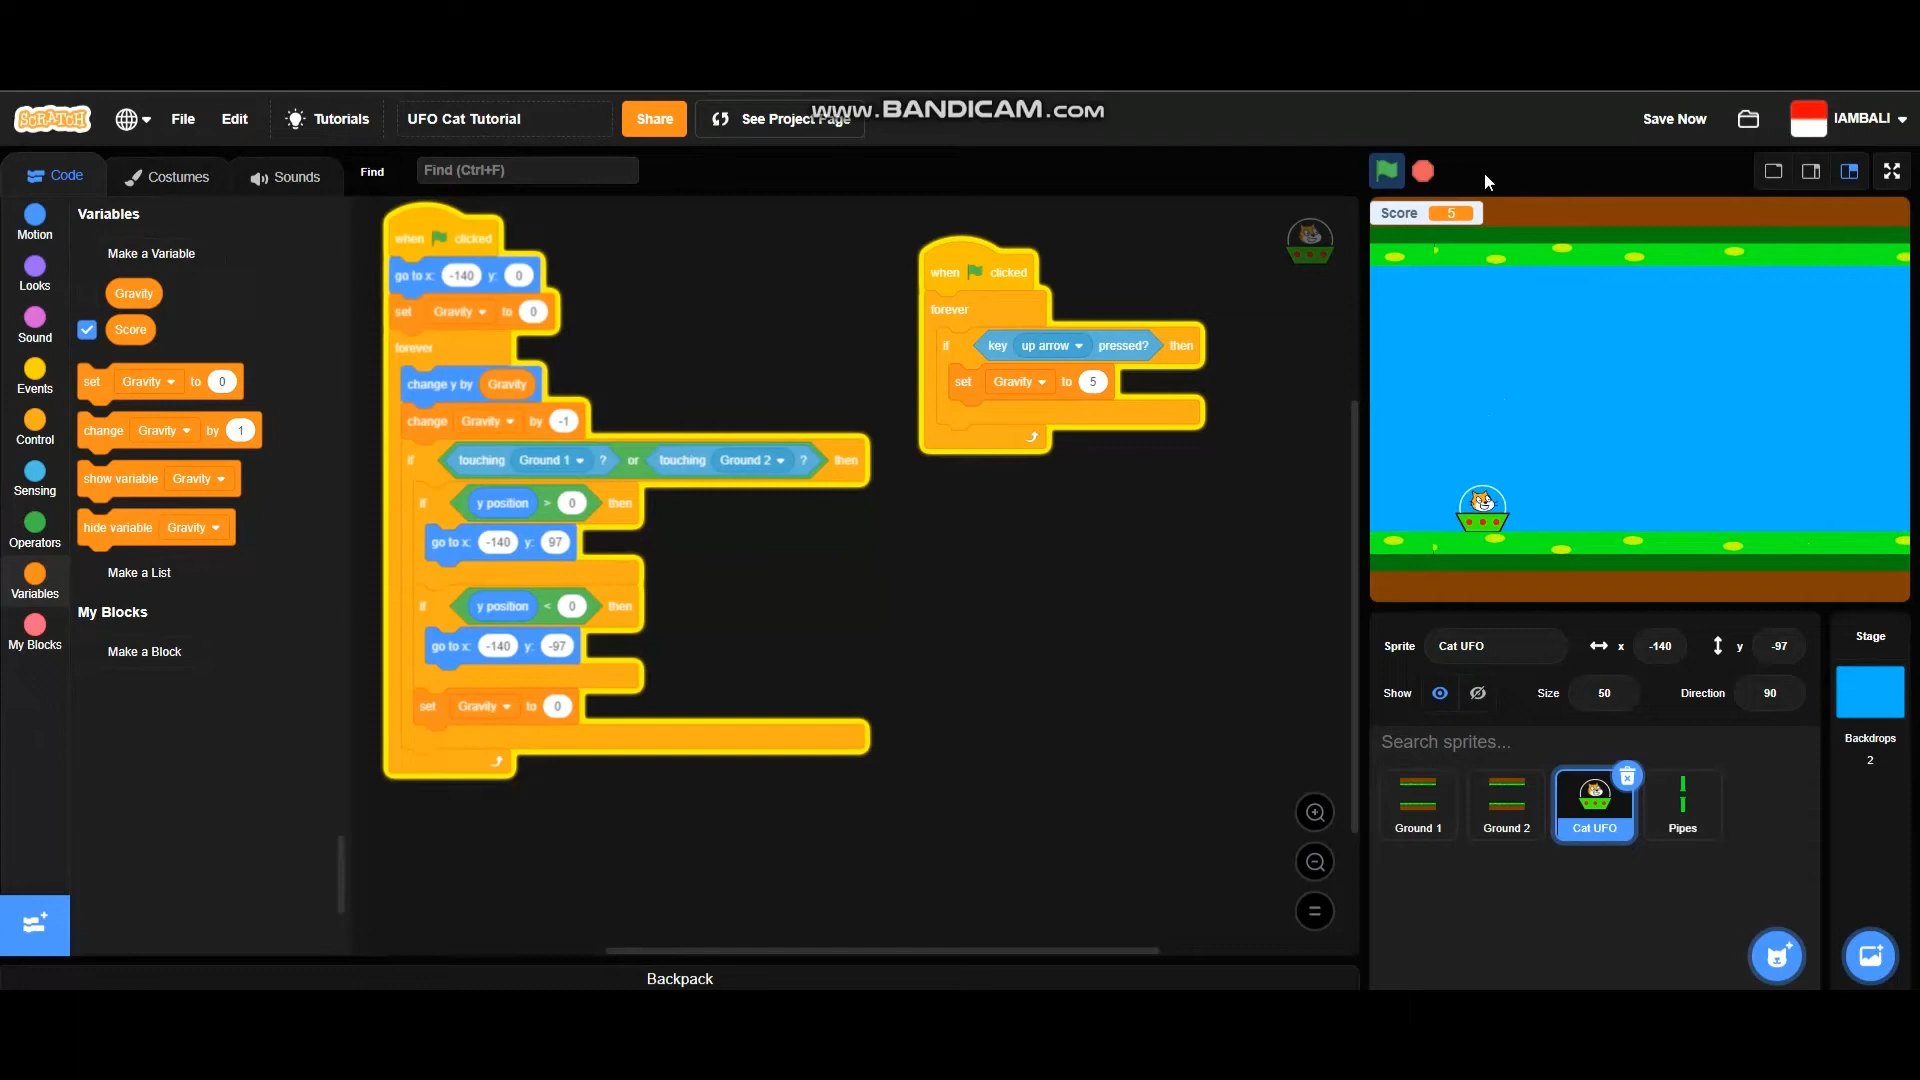 www.BANDICAM.com
SCRATCH File Edit Tutorials UFO Cat Tutorial Share See Project Page Save Now IAMBALI
Code Costumes Sounds Find Find (Ctrl+F)
Motion
Looks
Sound
Events
Control
Sensing
Operators
Variables
My Blocks
Variables
Make a Variable
Gravity
Score
set Gravity to 0
change Gravity by 1
show variable Gravity
hide variable Gravity
Make a List
My Blocks
Make a Block
when clicked
go to x: -140 y: 0
set Gravity to 0
forever
change y by Gravity
change Gravity by -1
if touching Ground 1 ? or touching Ground 2 ? then
if y position > 0 then
go to x: -140 y: 97
if y position < 0 then
go to x: -140 y: -97
set Gravity to 0
when clicked
forever
if key up arrow pressed? then
set Gravity to 5
Backpack
Score 5
Sprite Cat UFO x -140 y -97
Show Size 50 Direction 90
Search sprites...
Ground 1 Ground 2 Cat UFO Pipes
Stage
Backdrops
2